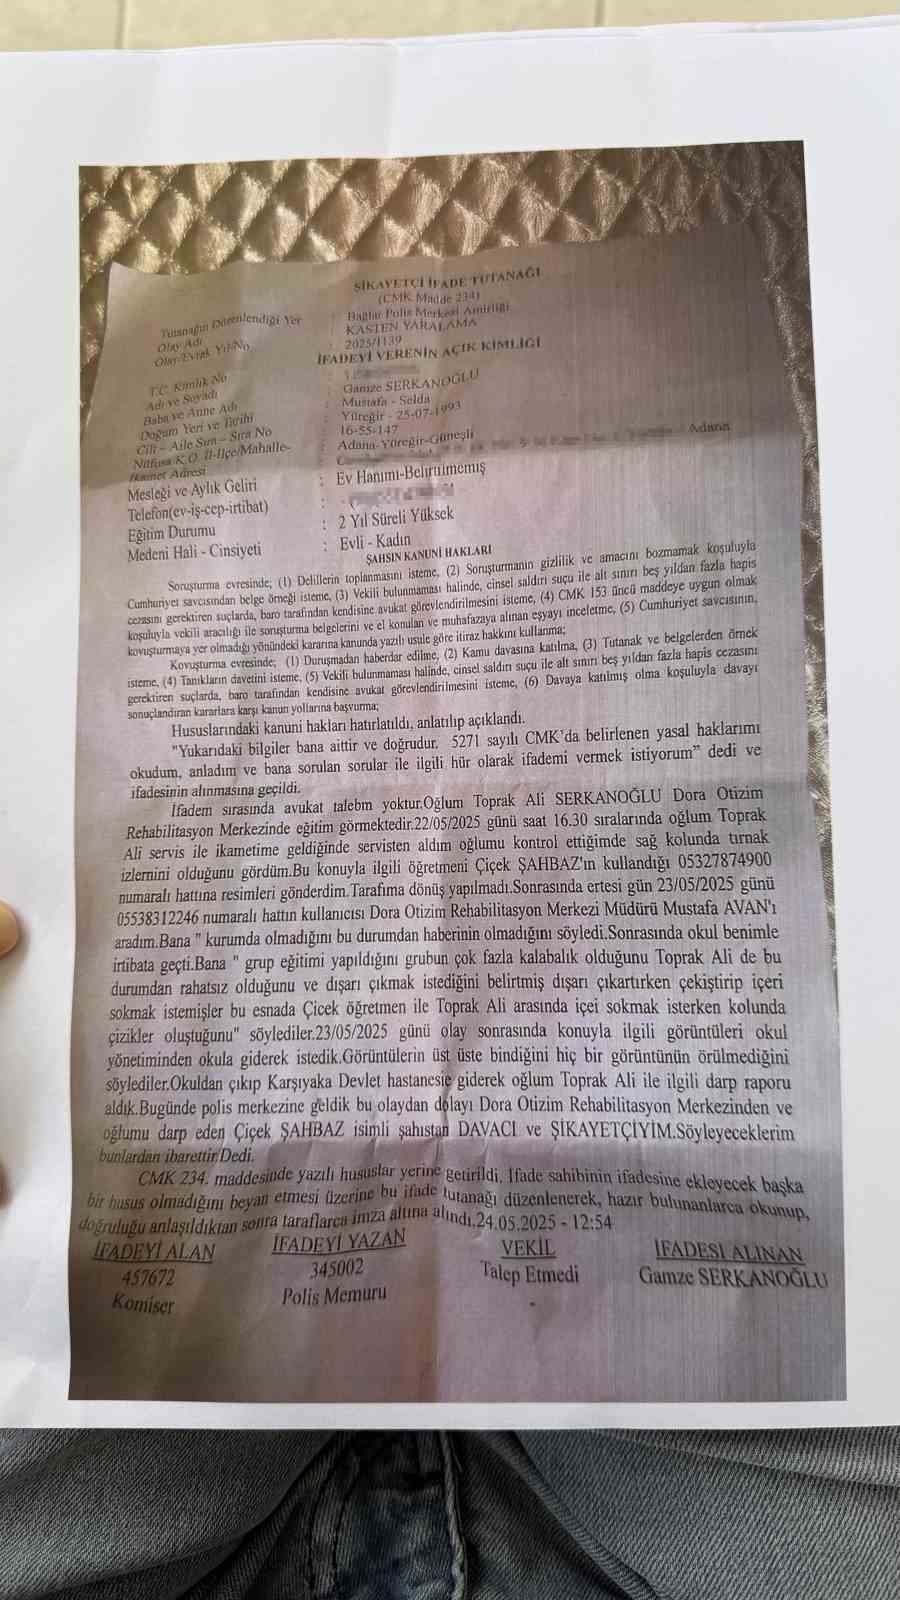 ŞİKAYETÇİ İFADE TUTANAĞI
(CMK Madde 234)
Tutanağın Düzenlendiği Yer : Bağlar Polis Merkezi Amirliği
Olay Adı : KASTEN YARALAMA
Olay/Evrak Yıl/No : 2025/1139
İFADEYİ VERENİN AÇIK KİMLİĞİ
T.C. Kimlik No : 1
Adı ve Soyadı : Gamze SERKANOĞLU
Baba ve Anne Adı : Mustafa - Selda
Doğum Yeri ve Tarihi : Yüreğir - 25-07-1993
Cilt – Aile Sıra – Sıra No : 16-55-147
Nüfusa K.O. İl-İlçe/Mahalle- : Adana-Yüreğir-Güneşli
İkamet Adresi : Adana
Mesleği ve Aylık Geliri : Ev Hanımı-Belirtilmemiş
Telefon(ev-iş-cep-irtibat) :
Eğitim Durumu : 2 Yıl Süreli Yüksek
Medeni Hali - Cinsiyeti : Evli - Kadın
ŞAHSIN KANUNİ HAKLARI
Soruşturma evresinde; (1) Delillerin toplanmasını isteme, (2) Soruşturmanın gizlilik ve amacını bozmamak koşuluyla
Cumhuriyet savcısından belge örneği isteme, (3) Vekili bulunmaması halinde, cinsel saldırı suçu ile alt sınırı beş yıldan fazla hapis
cezasını gerektiren suçlarda, baro tarafından kendisine avukat görevlendirilmesini isteme, (4) CMK 153 üncü maddeye uygun olmak
koşuluyla vekili aracılığı ile soruşturma belgelerini ve el konulan ve muhafazaya alınan eşyayı inceletme, (5) Cumhuriyet savcısının,
kovuşturmaya yer olmadığı yönündeki kararına kanunda yazılı usule göre itiraz hakkını kullanma;
Kovuşturma evresinde; (1) Duruşmadan haberdar edilme, (2) Kamu davasına katılma, (3) Tutanak ve belgelerden örnek
isteme, (4) Tanıkların davetini isteme, (5) Vekili bulunmaması halinde, cinsel saldırı suçu ile alt sınırı beş yıldan fazla hapis cezasını
gerektiren suçlarda, baro tarafından kendisine avukat görevlendirilmesini isteme, (6) Davaya katılmış olma koşuluyla davayı
sonuçlandıran kararlara karşı kanun yollarına başvurma;
Hususlarındaki kanuni hakları hatırlatıldı, anlatılıp açıklandı.
"Yukarıdaki bilgiler bana aittir ve doğrudur. 5271 sayılı CMK'da belirlenen yasal haklarımı
okudum, anladım ve bana sorulan sorular ile ilgili hür olarak ifademi vermek istiyorum" dedi ve
ifadesinin alınmasına geçildi.
İfadem sırasında avukat talebm yoktur.Oğlum Toprak Ali SERKANOĞLU Dora Otizim
Rehabilitasyon Merkezinde eğitim görmektedir.22/05/2025 günü saat 16.30 sıralarında oğlum Toprak
Ali servis ile ikametime geldiğinde servisten aldım oğlumu kontrol ettiğimde sağ kolunda tırnak
izlernini olduğunu gördüm.Bu konuyla ilgili öğretmeni Çiçek ŞAHBAZ'ın kullandığı 05327874900
numaralı hattına resimleri gönderdim.Tarafıma dönüş yapılmadı.Sonrasında ertesi gün 23/05/2025 günü
05538312246 numaralı hattın kullanıcısı Dora Otizim Rehabilitasyon Merkezi Müdürü Mustafa AVAN'ı
aradım.Bana " kurumda olmadığını bu durumdan haberinin olmadığını söyledi.Sonrasında okul benimle
irtibata geçti.Bana " grup eğitimi yapıldığını grubun çok fazla kalabalık olduğunu Toprak Ali de bu
durumdan rahatsız olduğunu ve dışarı çıkmak istediğini belirtmiş dışarı çıkartırken çekiştirip içeri
sokmak istemişler bu esnada Çicek öğretmen ile Toprak Ali arasında içei sokmak isterken kolunda
çizikler oluştuğunu" söylediler.23/05/2025 günü olay sonrasında konuyla ilgili görüntüleri okul
yönetiminden okula giderek istedik.Görüntülerin üst üste bindiğini hiç bir görüntünün örülmediğini
söylediler.Okuldan çıkıp Karşıyaka Devlet hastanesie giderek oğlum Toprak Ali ile ilgili darp raporu
aldık.Bugünde polis merkezine geldik bu olaydan dolayı Dora Otizim Rehabilitasyon Merkezinden ve
oğlumu darp eden Çiçek ŞAHBAZ isimli şahıstan DAVACI ve ŞİKAYETÇİYİM.Söyleyeceklerim
bunlardan ibarettir.Dedi.
CMK 234. maddesinde yazılı hususlar yerine getirildi. İfade sahibinin ifadesine ekleyecek başka
bir husus olmadığını beyan etmesi üzerine bu ifade tutanağı düzenlenerek, hazır bulunanlarca okunup,
doğruluğu anlaşıldıktan sonra taraflarca imza altına alındı.24.05.2025 - 12:54
İFADEYİ ALAN İFADEYİ YAZAN VEKİL İFADESİ ALINAN
457672 345002 Talep Etmedi Gamze SERKANOĞLU
Komiser Polis Memuru -